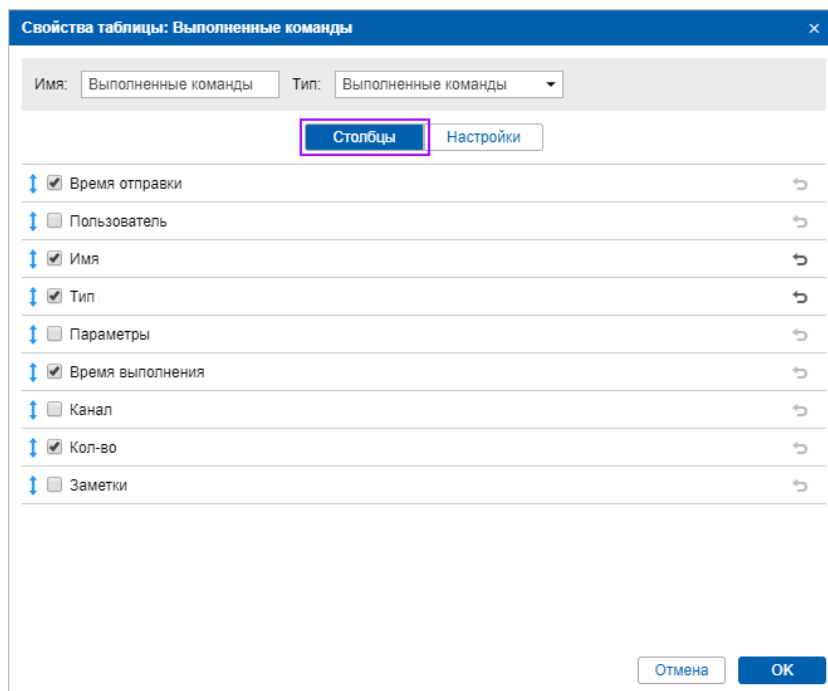 Свойства таблицы: Выполненные команды
Имя: Выполненные команды Тип: Выполненные команды
Столбцы Настройки
Время отправки
Пользователь
Имя
Тип
Параметры
Время выполнения
Канал
Кол-во
Заметки
Отмена OK